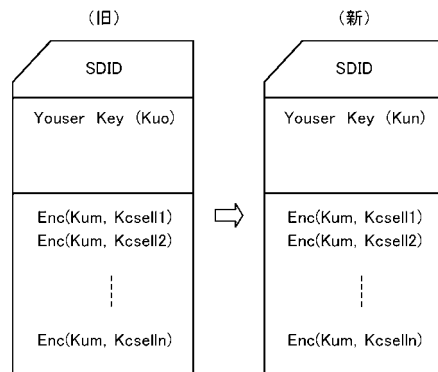 (旧)
SDID
Youser Key (Kuo)
Enc(Kum, Kcsell1)
Enc(Kum, Kcsell2)
Enc(Kum, Kcselln)
(新)
SDID
Youser Key (Kun)
Enc(Kum, Kcsell1)
Enc(Kum, Kcsell2)
Enc(Kum, Kcselln)